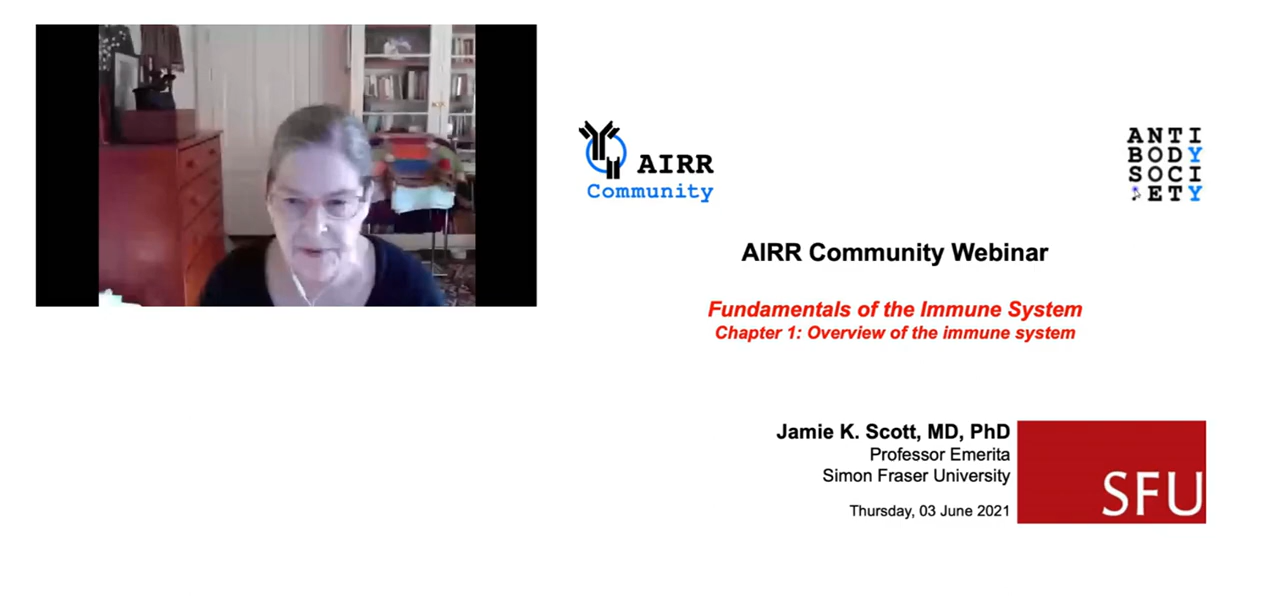 AIRR
Community
ANTI
BODY
SOCI
ETY
AIRR Community Webinar
Fundamentals of the Immune System
Chapter 1: Overview of the immune system
Jamie K. Scott, MD, PhD
Professor Emerita
Simon Fraser University
Thursday, 03 June 2021
SFU